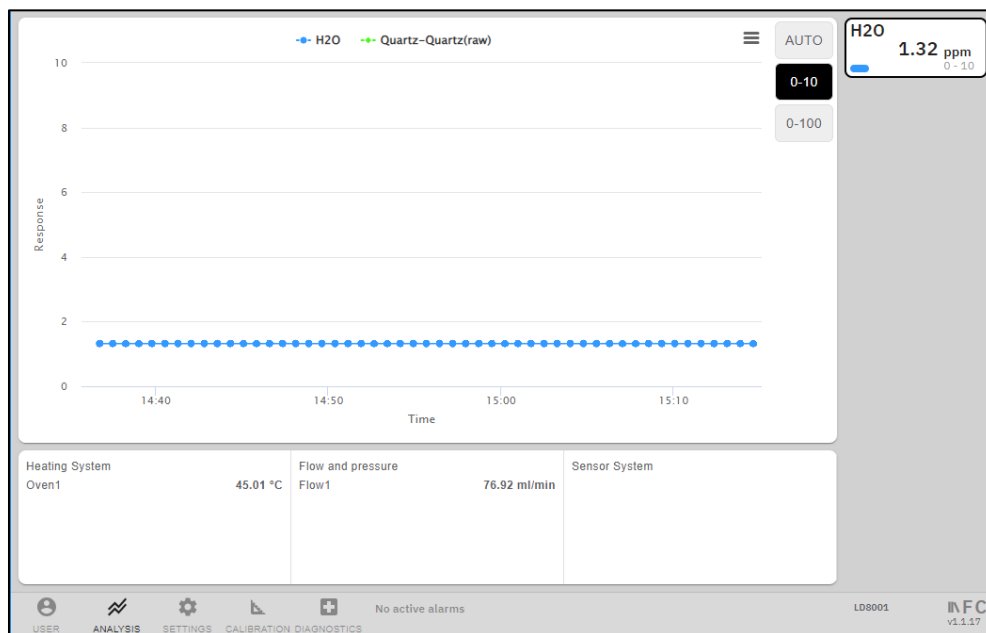 H2O
Quartz-Quartz(raw)
AUTO
0-10
0-100
H2O
1.32 ppm
0 - 10
Response
10
8
6
4
2
0
14:40
14:50
15:00
15:10
Time
Heating System
Oven1
45.01 °C
Flow and pressure
Flow1
76.92 ml/min
Sensor System
USER
ANALYSIS
SETTINGS
CALIBRATION
DIAGNOSTICS
No active alarms
LD8001
v1.1.17